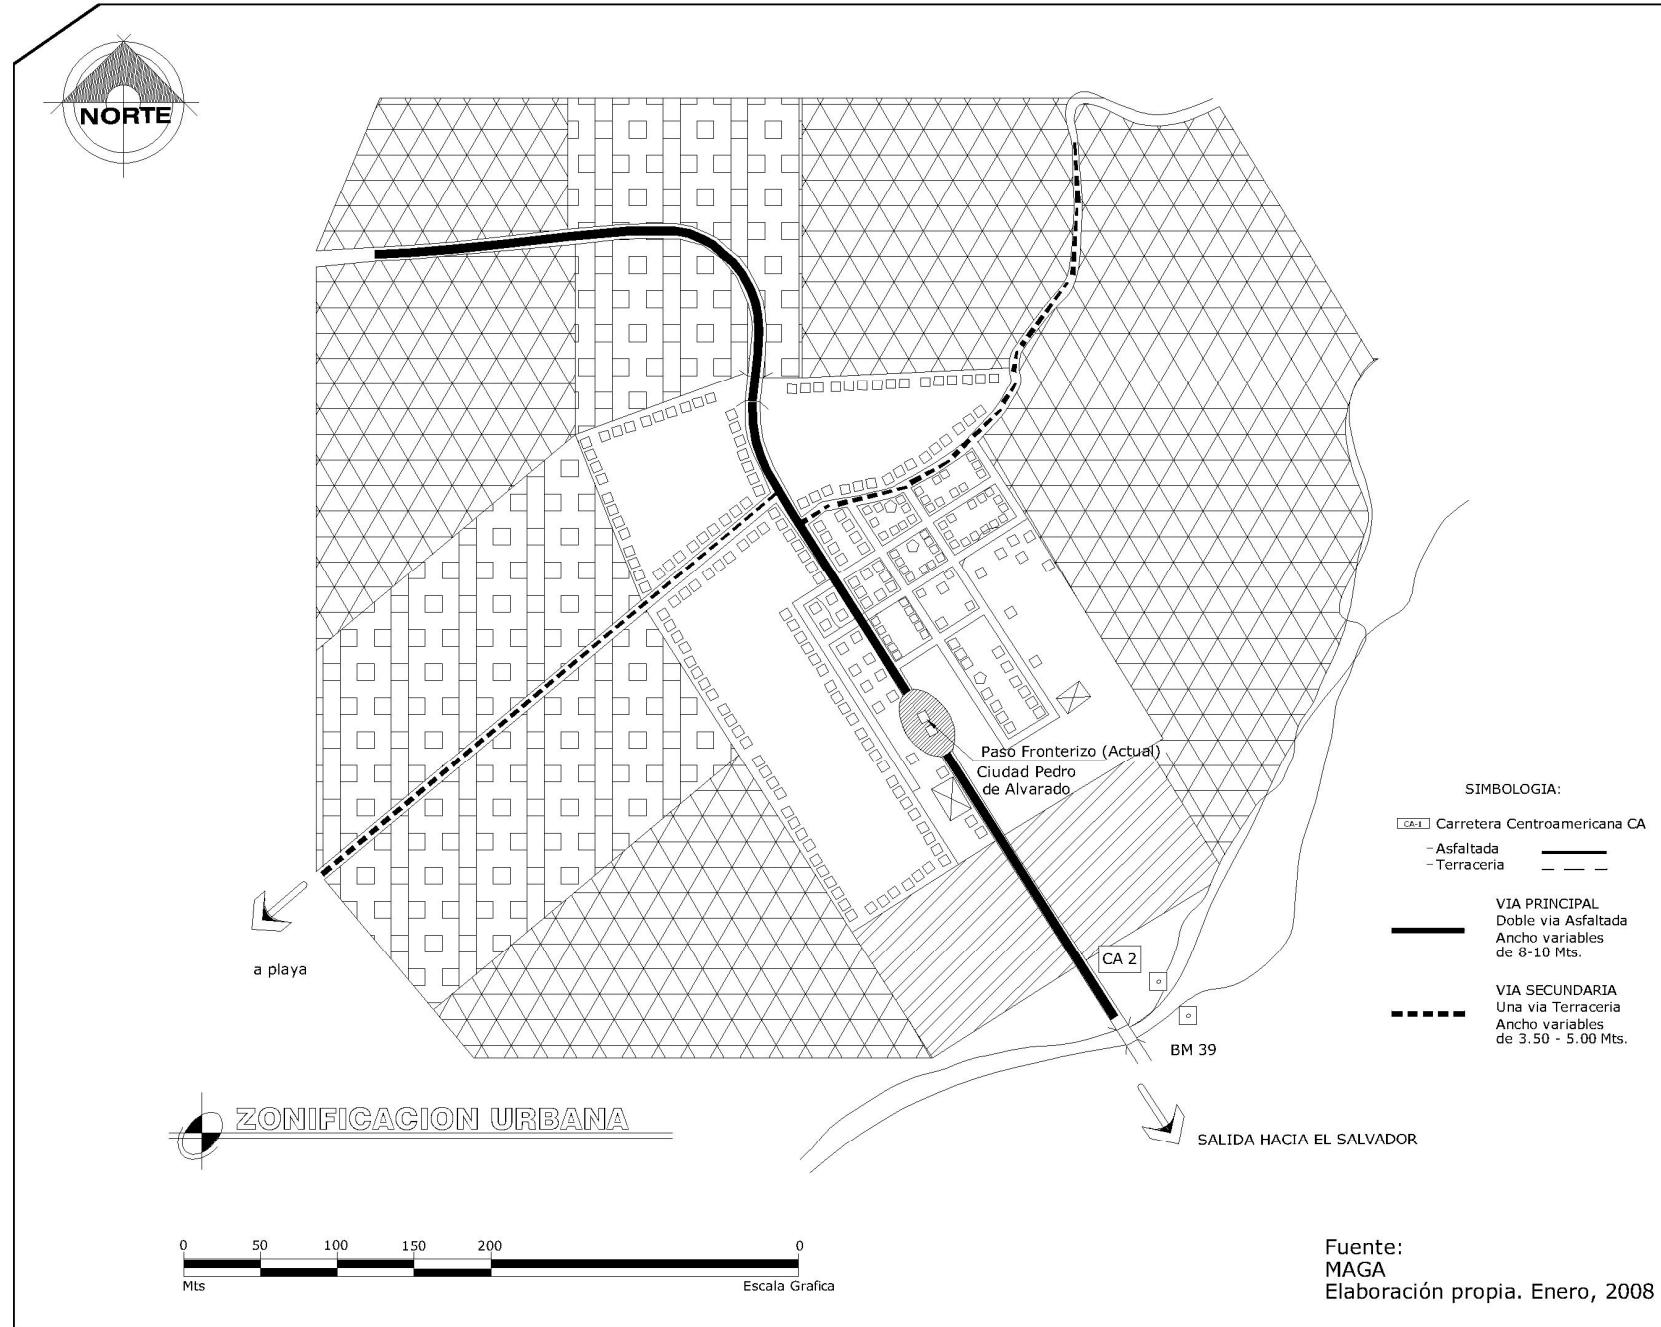 NORTE
Paso Fronterizo (Actual)
Ciudad Pedro
de Alvarado
SIMBOLOGIA:
CA-1 Carretera Centroamericana CA
-Asfaltada
-Terraceria
VIA PRINCIPAL
Doble via Asfaltada
Ancho variables
de 8-10 Mts.
VIA SECUNDARIA
Una via Terraceria
Ancho variables
de 3.50 - 5.00 Mts.
a playa
CA 2
BM 39
SALIDA HACIA EL SALVADOR
ZONIFICACION URBANA
0 50 100 150 200 0
Mts Escala Grafica
Fuente:
MAGA
Elaboración propia. Enero, 2008